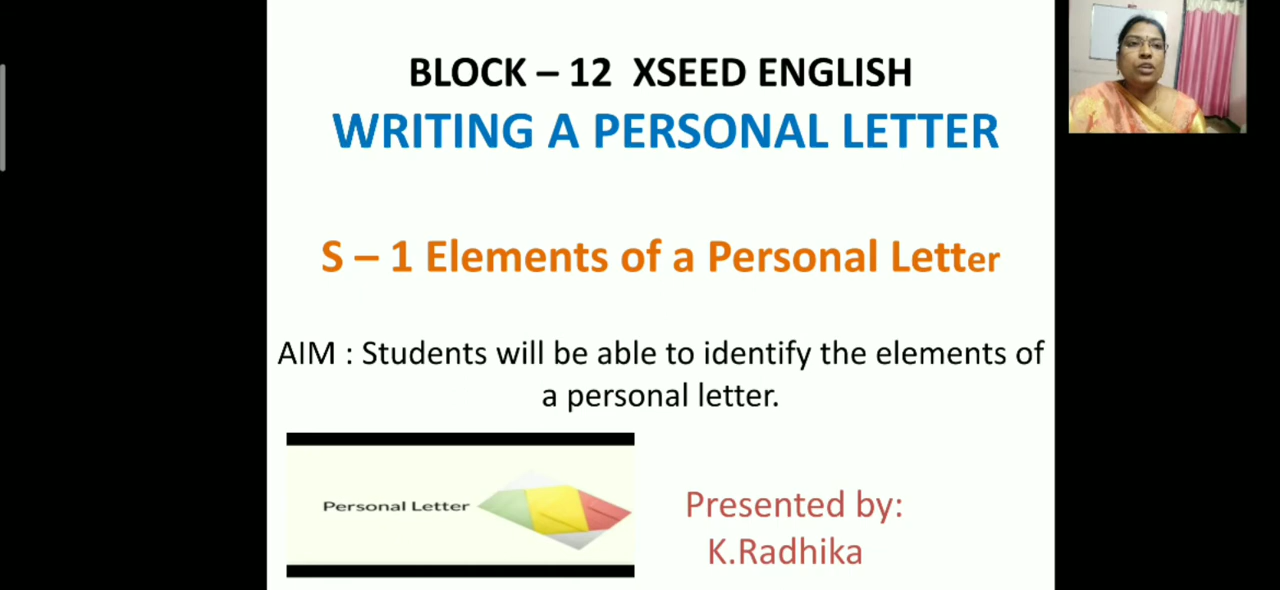 BLOCK – 12 XSEED ENGLISH
WRITING A PERSONAL LETTER
S – 1 Elements of a Personal Letter
AIM : Students will be able to identify the elements of
a personal letter.
Personal Letter
Presented by:
K.Radhika